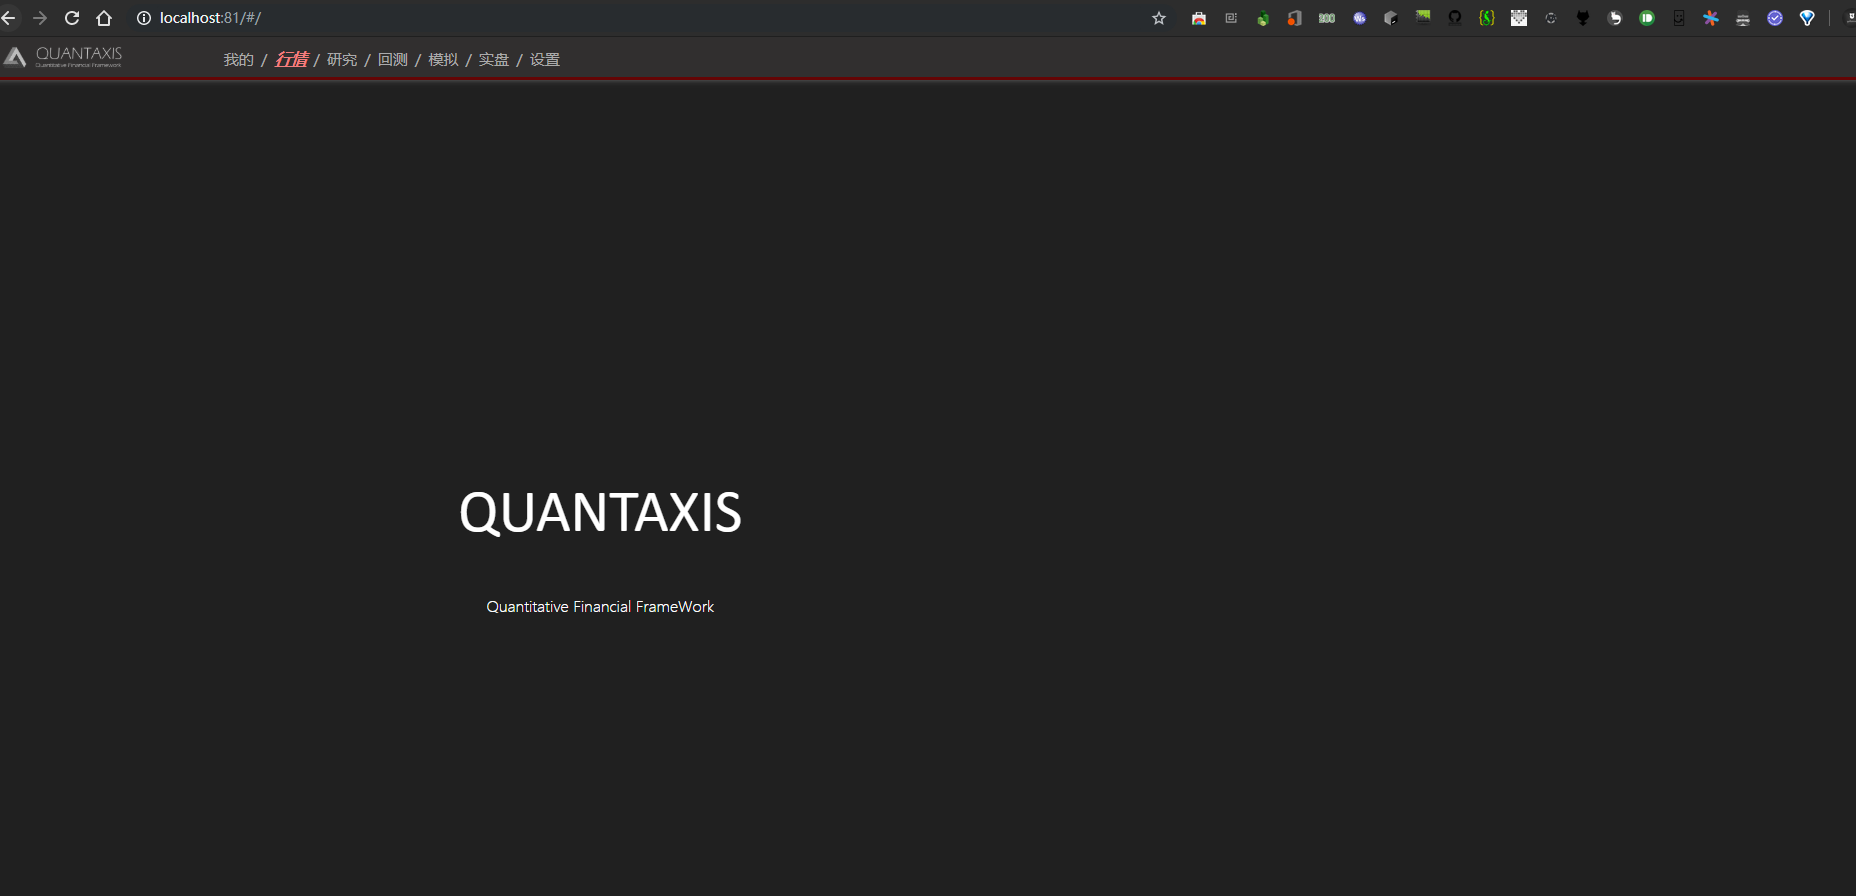 localhost:81/#/
QUANTAXIS
Quantitative Financial Framework
我的 / 行情 / 研究 / 回测 / 模拟 / 实盘 / 设置
QUANTAXIS
Quantitative Financial FrameWork